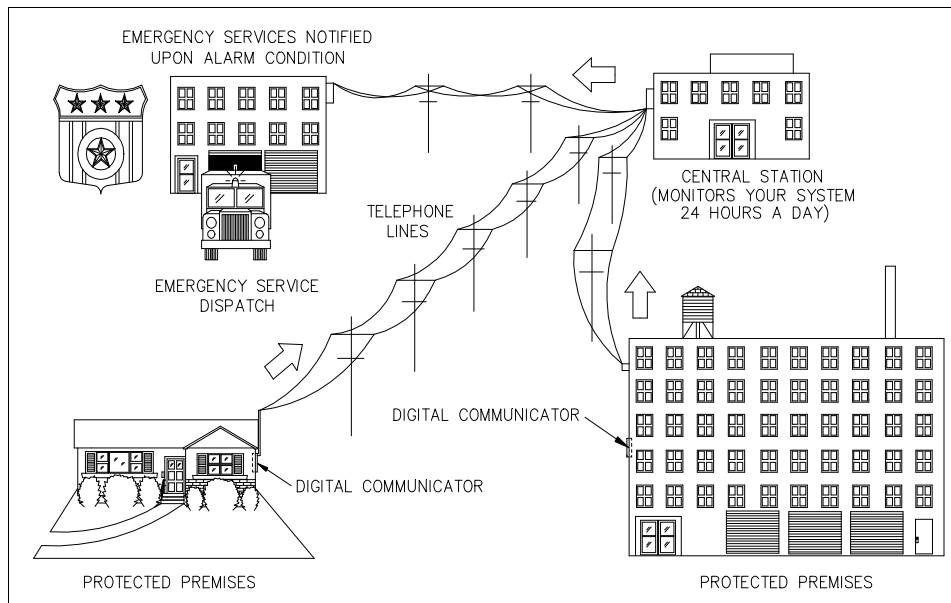 EMERGENCY SERVICES NOTIFIED
UPON ALARM CONDITION
CENTRAL STATION
(MONITORS YOUR SYSTEM
24 HOURS A DAY)
TELEPHONE
LINES
EMERGENCY SERVICE
DISPATCH
DIGITAL COMMUNICATOR
DIGITAL COMMUNICATOR
PROTECTED PREMISES
PROTECTED PREMISES